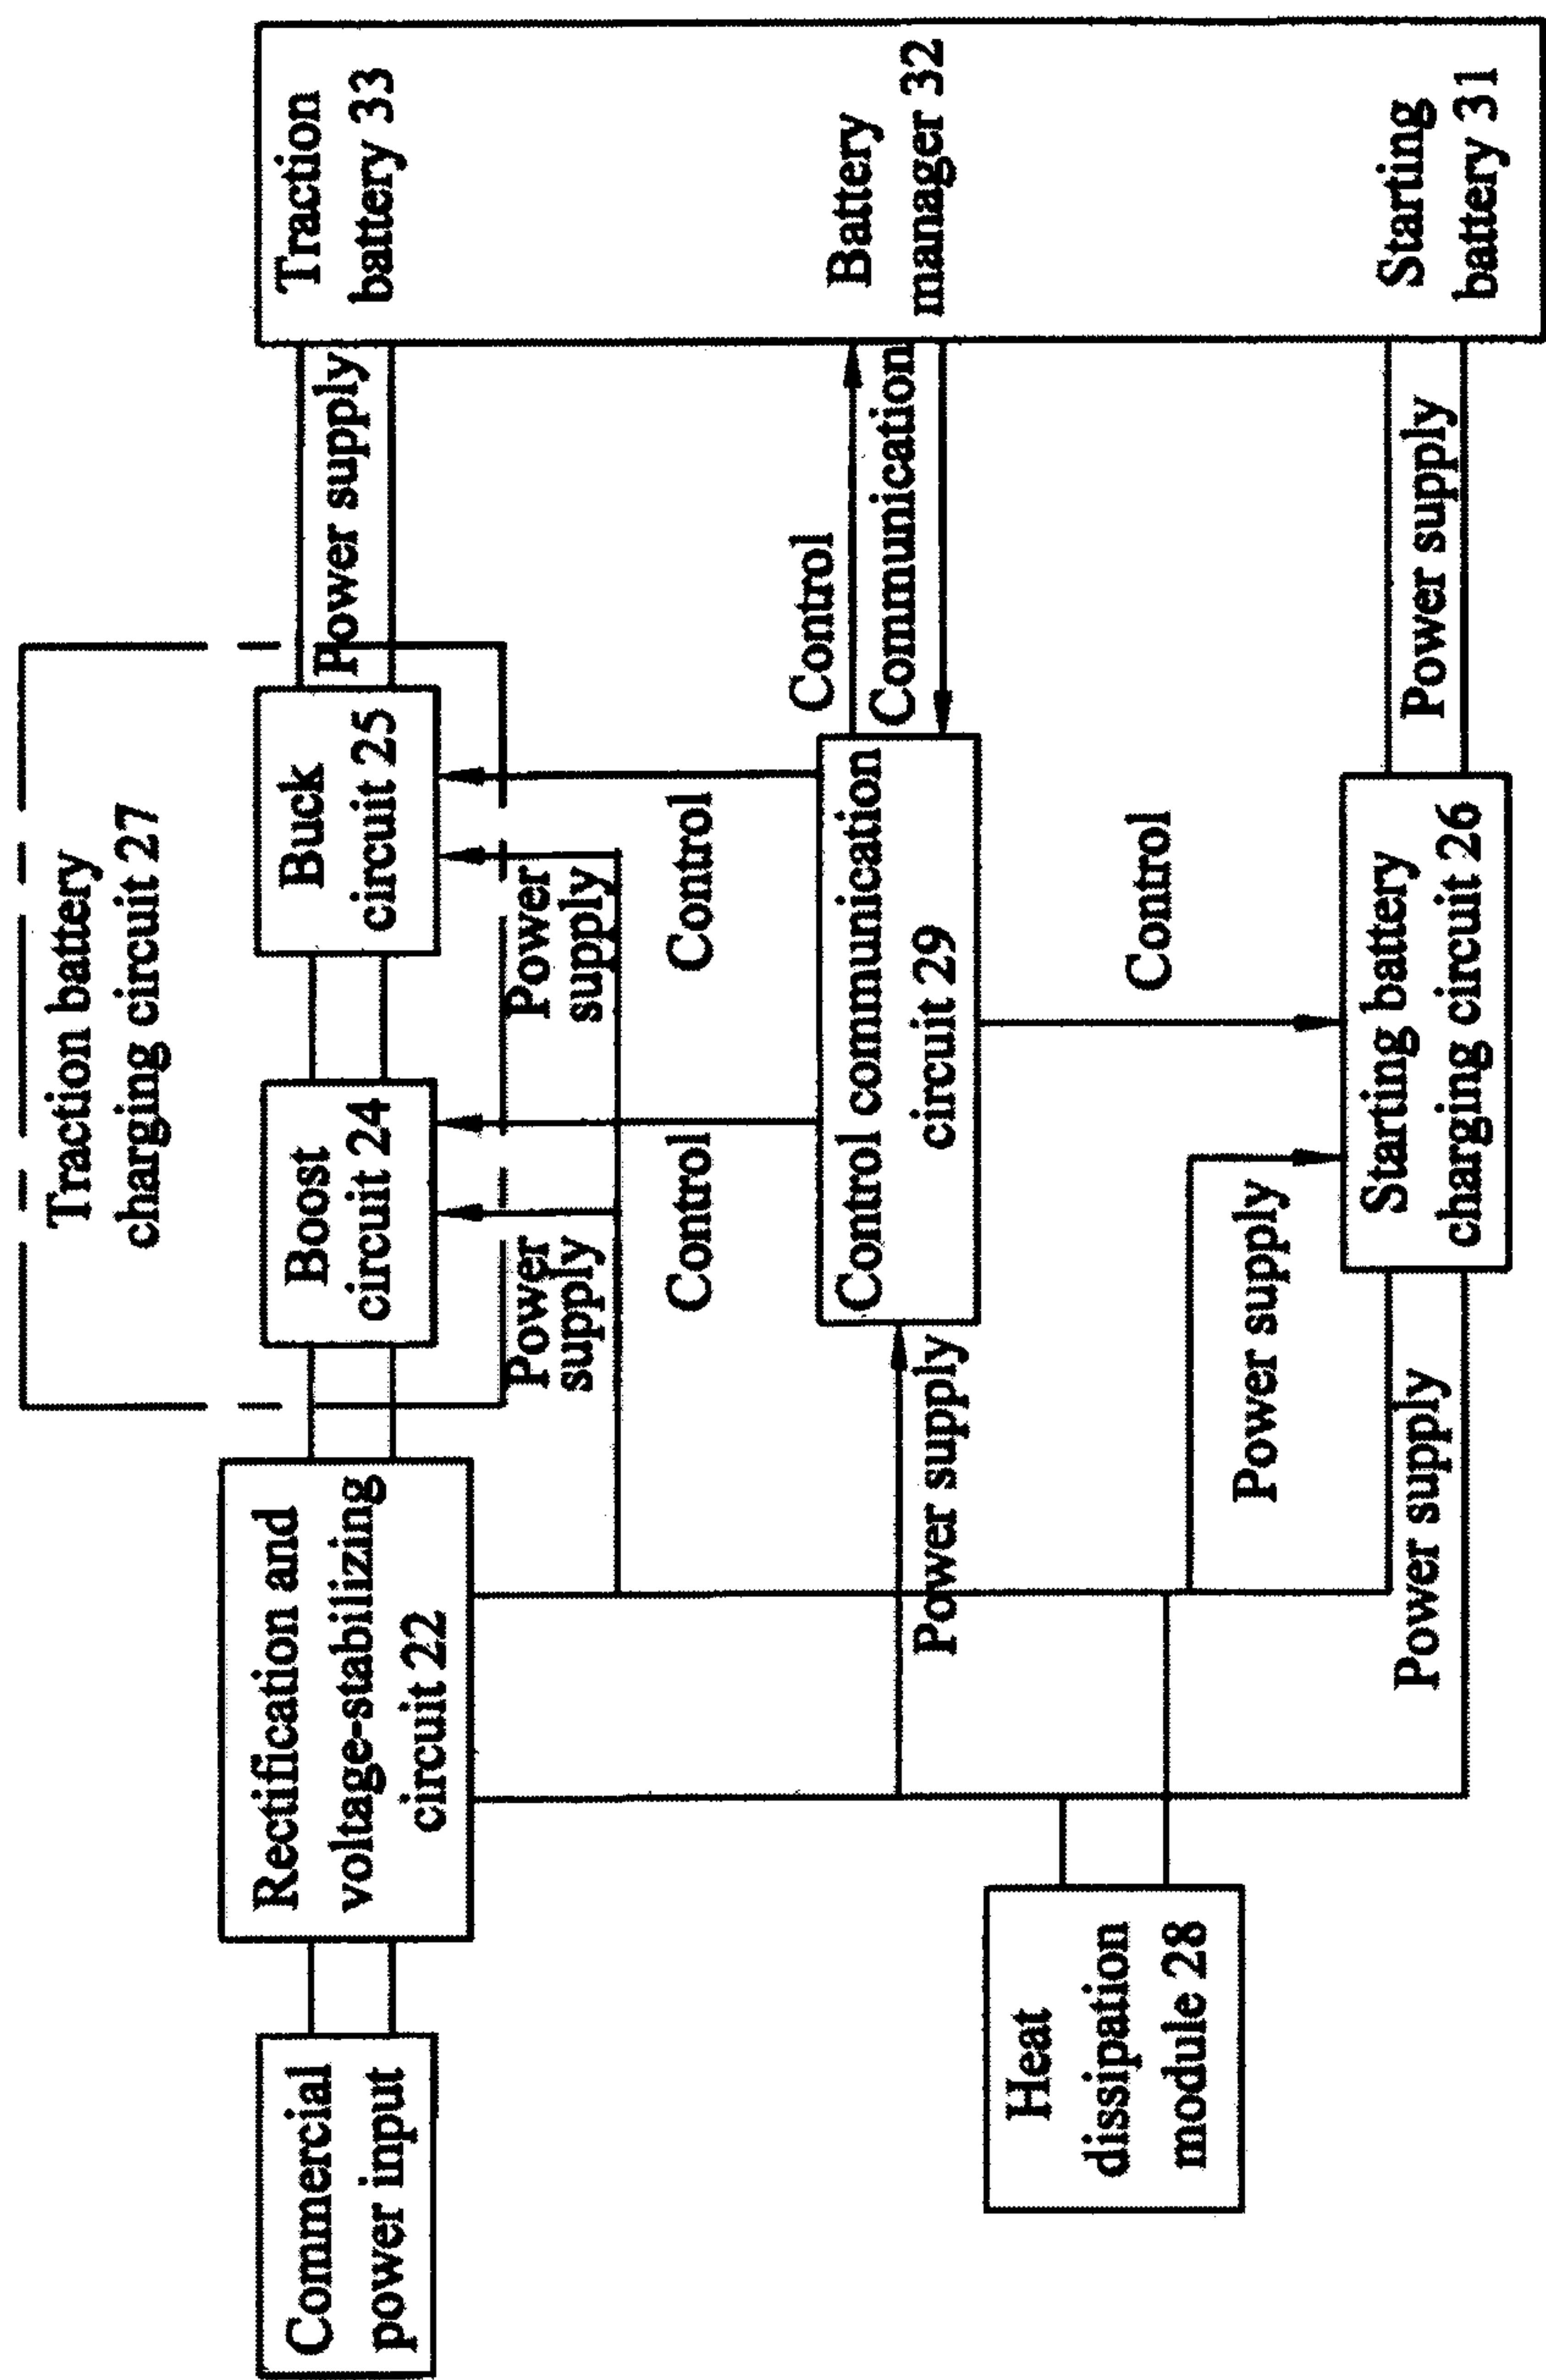 Traction battery
charging circuit 27
Commercial
power input
Rectification and
voltage-stabilizing
circuit 22
Boost
circuit 24
Buck
circuit 25
Power supply
Traction
battery 33
Power
supply
Power
supply
Control
Control
Control communication
circuit 29
Control
Communication
Battery
manager 32
Power supply
Heat
dissipation
module 28
Control
Power supply
Power supply
Starting battery
charging circuit 26
Power supply
Starting
battery 31